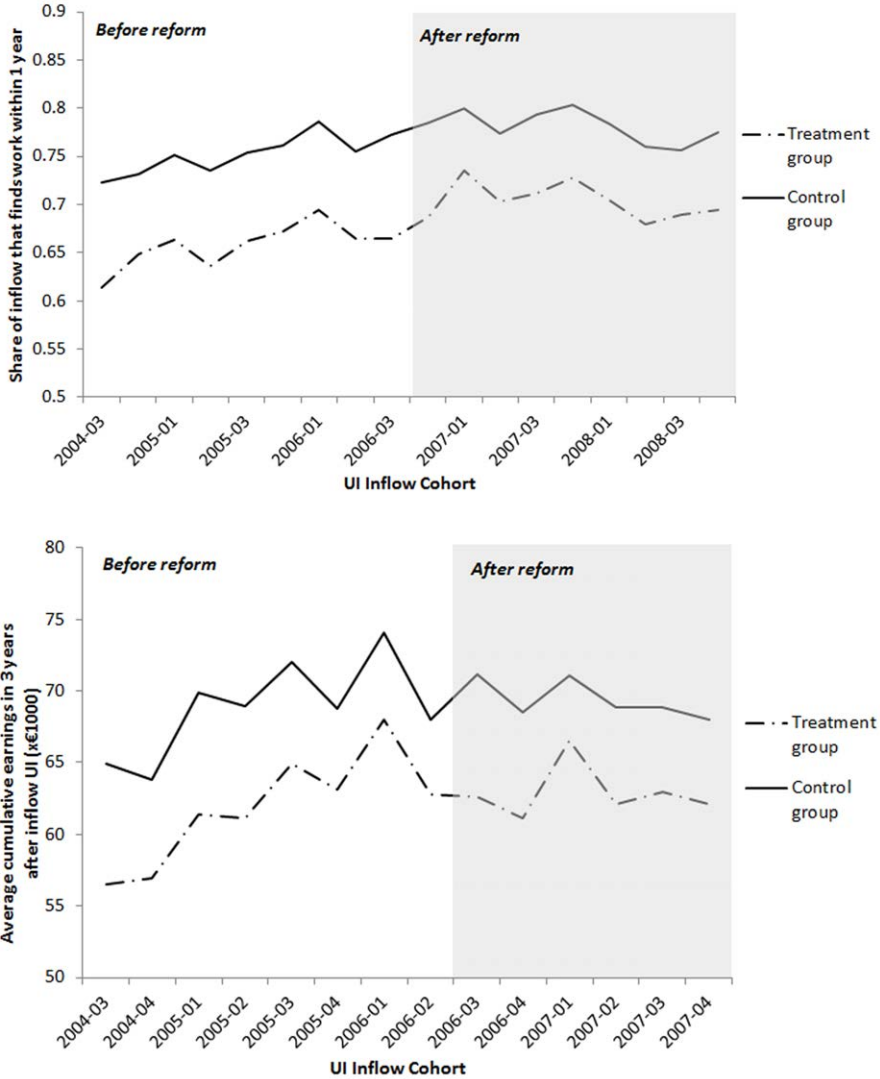 Share of inflow that finds work within 1 year
0.9
0.85
0.8
0.75
0.7
0.65
0.6
0.55
0.5
Before reform
After reform
Treatment
group
Control
group
2004-03
2005-01
2005-03
2006-01
2006-03
2007-01
2007-03
2008-01
2008-03
UI Inflow Cohort
Average cumulative earnings in 3 years
after inflow UI (x€1000)
80
75
70
65
60
55
50
Before reform
After reform
Treatment
group
Control
group
2004-03
2004-04
2005-01
2005-02
2005-03
2005-04
2006-01
2006-02
2006-03
2006-04
2007-01
2007-02
2007-03
2007-04
UI Inflow Cohort